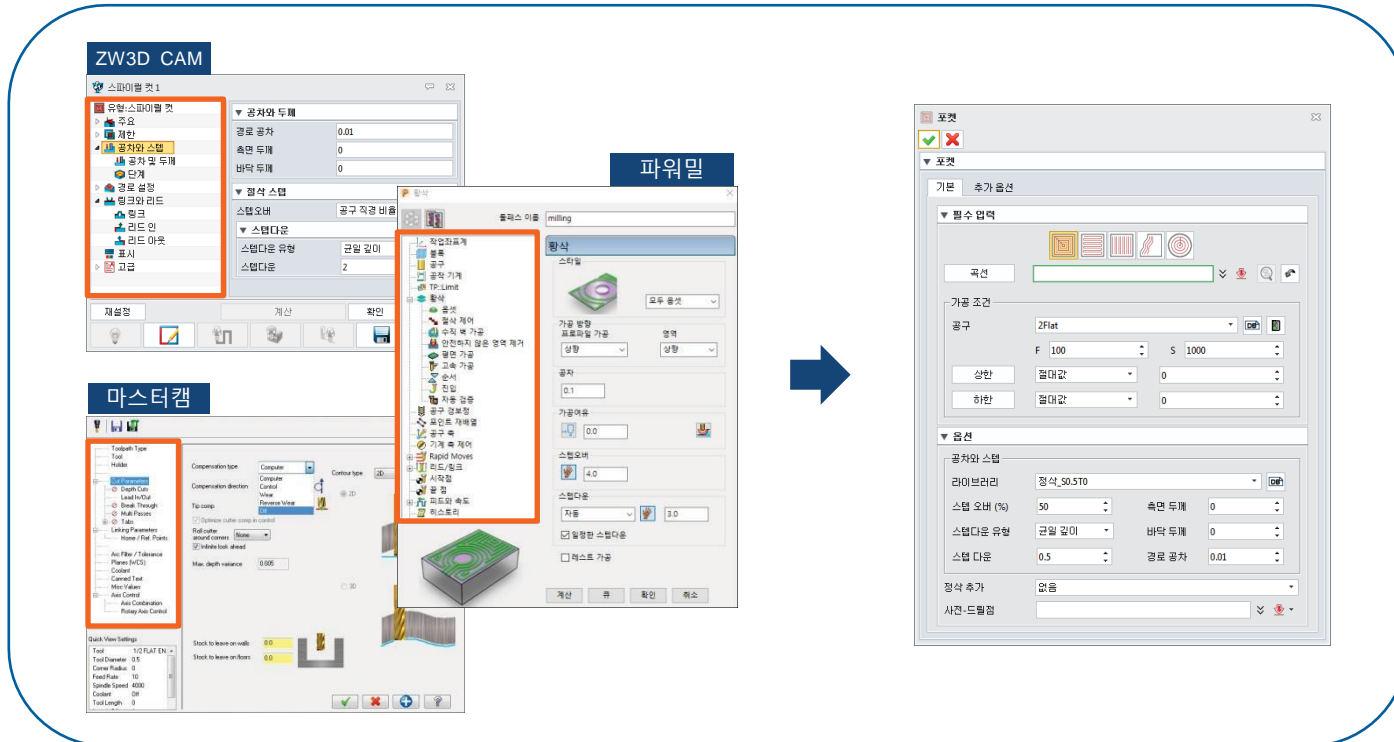 ZW3D CAM
스파이럴 컷1
유형:스파이럴 컷
주요
제한
공차와 스텝
공차 및 두께
단계
경로 설정
링크와 리드
링크
리드 인
리드 아웃
표시
고급
▼ 공차와 두께
경로 공차 0.01
측면 두께 0
바닥 두께 0
▼ 절삭 스텝
스텝오버 공구 직경 비율
▼ 스텝다운
스텝다운 유형 균일 깊이
스텝다운 2
재설정 계산 확인
파워밀
황삭
툴패스 이름 milling
작업좌표계
블록
공구
공작 기계
TP::Limit
황삭
옵셋
절삭 제어
수직 벽 가공
안전하지 않은 영역 제거
평면 가공
고속 가공
순서
진입
자동 검증
공구 경보정
포인트 재배열
공구 축
기계 축 제어
Rapid Moves
리드/링크
시작점
끝 점
피드와 속도
히스토리
황삭
스타일
모두 옵셋
가공 방향
프로파일 가공 영역
상향 상향
공차
0.1
가공여유
0.0
스텝오버
4.0
스텝다운
자동 3.0
일정한 스텝다운
레스트 가공
계산 큐 확인 취소
마스터캠
Toolpath Type
Tool
Holder
Cut Parameters
Depth Cuts
Lead In/Out
Break Through
Multi Passes
Tabs
Linking Parameters
Home / Ref. Points
Arc Filter / Tolerance
Planes (WCS)
Coolant
Canned Text
Misc Values
Axis Control
Axis Combination
Rotary Axis Control
Quick View Settings
Tool 1/2 FLAT EN
Tool Diameter 0.5
Corner Radius 0
Feed Rate 10
Spindle Speed 4000
Coolant Off
Tool Length 0
Compensation type Computer
Computer
Control
Wear
Reverse Wear
Off
Compensation direction
Tip comp
Optimize cutter comp in control
Roll cutter
around corners None
Infinite look ahead
Max. depth variance 0.005
Contour type 2D
2D
3D
Stock to leave on walls 0.0
Stock to leave on floors 0.0
포켓
▼ 포켓
기본 추가 옵션
▼ 필수 입력
곡선
가공 조건
공구 2Flat
F 100 S 1000
상한 절대값 0
하한 절대값 0
▼ 옵션
공차와 스텝
라이브러리 정삭_S0.5T0
스텝 오버 (%) 50 측면 두께 0
스텝다운 유형 균일 깊이 바닥 두께 0
스텝 다운 0.5 경로 공차 0.01
정삭 추가 없음
사전-드릴점